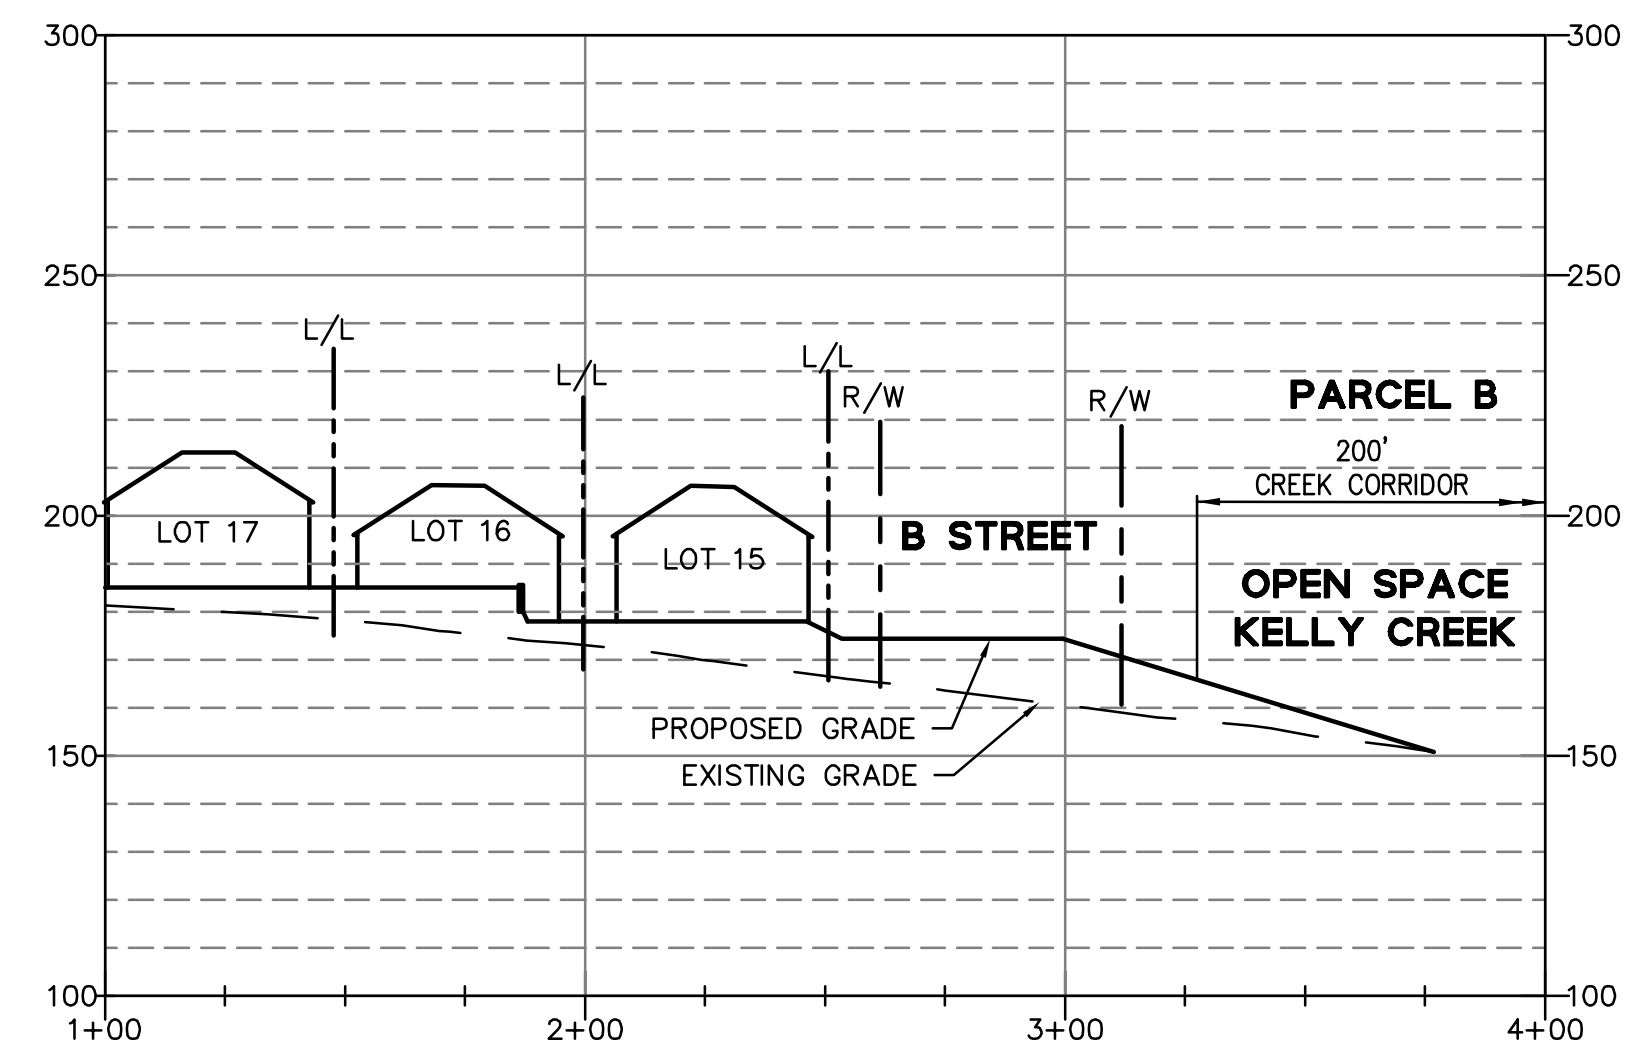 300 300
250 250
L/L
L/L
L/L
R/W
R/W
PARCEL B
200'
CREEK CORRIDOR
200 200
LOT 17
LOT 16
LOT 15
B STREET
OPEN SPACE
KELLY CREEK
PROPOSED GRADE
EXISTING GRADE
150 150
100 100
1+00 2+00 3+00 4+00